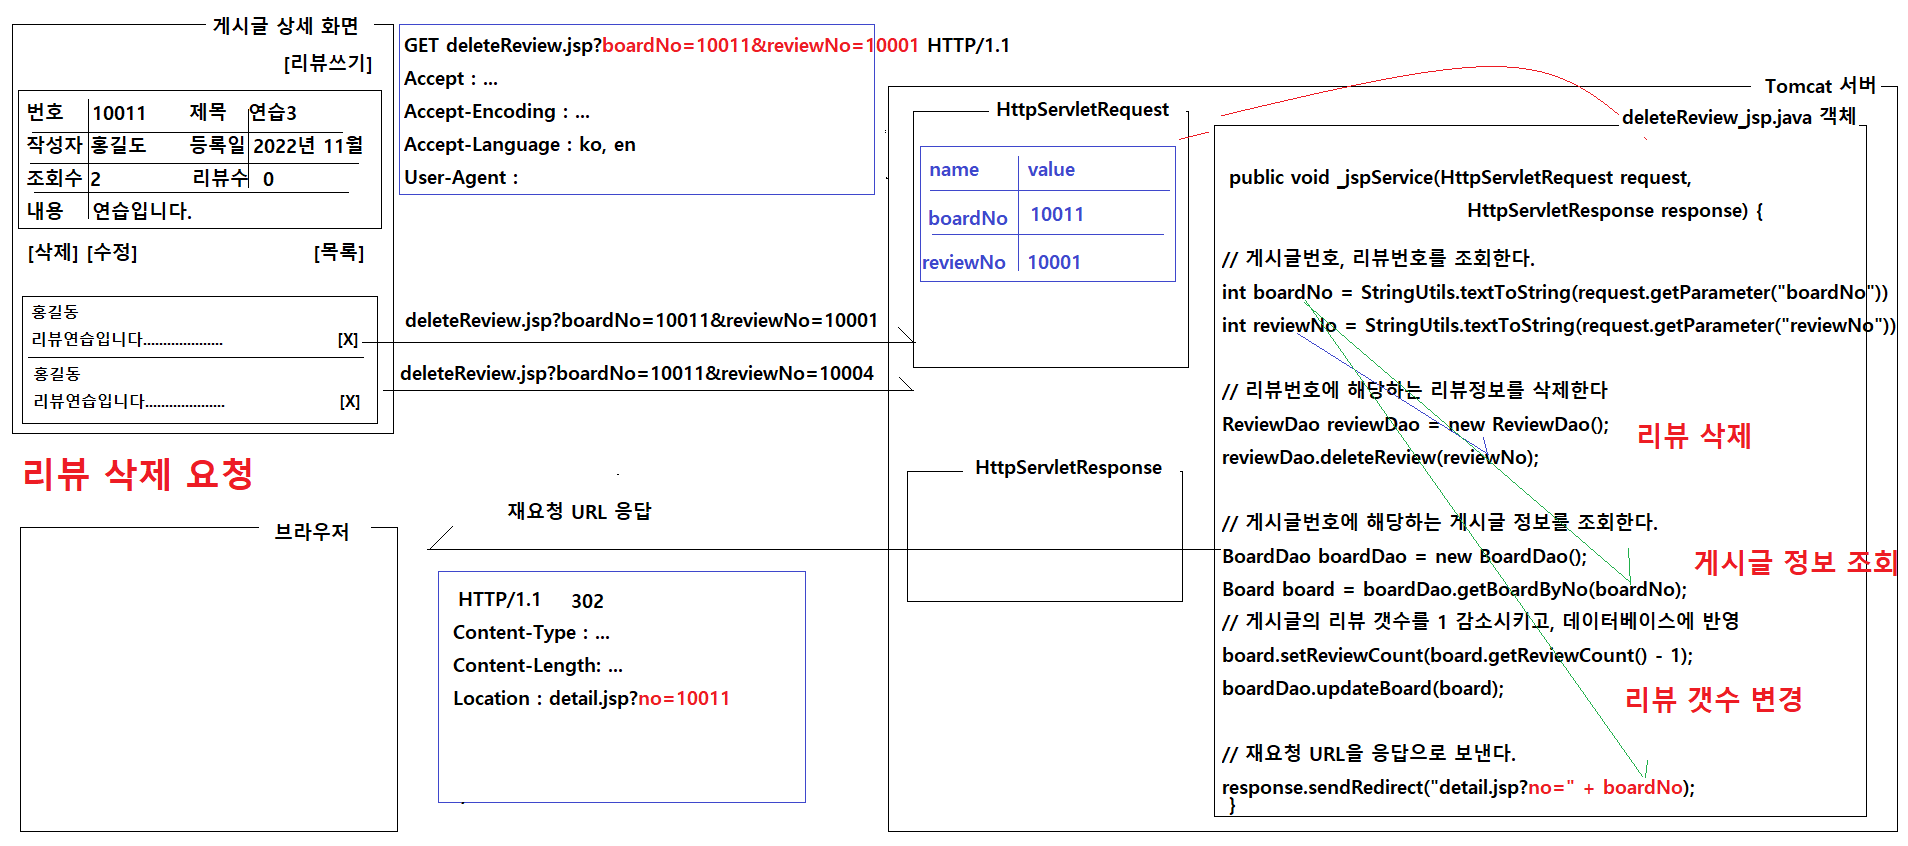 게시글 상세 화면
[리뷰쓰기]
번호 10011 제목 연습3
작성자 홍길도 등록일 2022년 11월
조회수 2 리뷰수 0
내용 연습입니다.
[삭제] [수정] [목록]
홍길동
리뷰연습입니다.................... [X]
홍길동
리뷰연습입니다.................... [X]
리뷰 삭제 요청
브라우저
GET deleteReview.jsp?boardNo=10011&reviewNo=10001 HTTP/1.1
Accept : ...
Accept-Encoding : ...
Accept-Language : ko, en
User-Agent :
deleteReview.jsp?boardNo=10011&reviewNo=10001
deleteReview.jsp?boardNo=10011&reviewNo=10004
재요청 URL 응답
HTTP/1.1 302
Content-Type : ...
Content-Length: ...
Location : detail.jsp?no=10011
Tomcat 서버
HttpServletRequest
name value
boardNo 10011
reviewNo 10001
HttpServletResponse
deleteReview_jsp.java 객체
public void _jspService(HttpServletRequest request,
HttpServletResponse response) {
// 게시글번호, 리뷰번호를 조회한다.
int boardNo = StringUtils.textToString(request.getParameter("boardNo"))
int reviewNo = StringUtils.textToString(request.getParameter("reviewNo"))
// 리뷰번호에 해당하는 리뷰정보를 삭제한다
ReviewDao reviewDao = new ReviewDao();
reviewDao.deleteReview(reviewNo);
리뷰 삭제
// 게시글번호에 해당하는 게시글 정보를 조회한다.
BoardDao boardDao = new BoardDao();
Board board = boardDao.getBoardByNo(boardNo);
게시글 정보 조회
// 게시글의 리뷰 갯수를 1 감소시키고, 데이터베이스에 반영
board.setReviewCount(board.getReviewCount() - 1);
boardDao.updateBoard(board);
리뷰 갯수 변경
// 재요청 URL을 응답으로 보낸다.
response.sendRedirect("detail.jsp?no=" + boardNo);
}